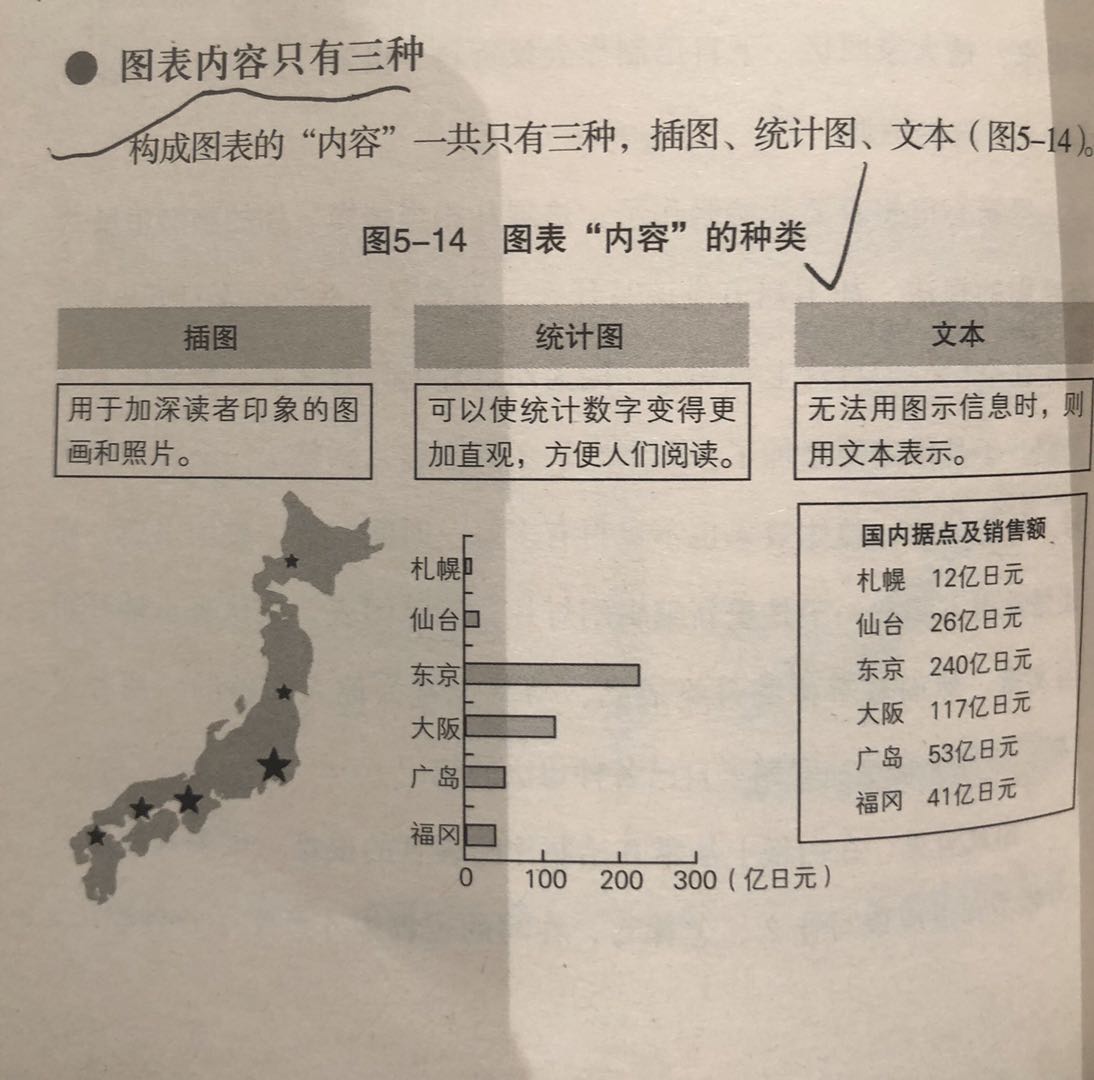 ● 图表内容只有三种
构成图表的“内容”一共只有三种，插图、统计图、文本（图5-14）。
图5-14 图表“内容”的种类
插图
用于加深读者印象的图
画和照片。
统计图
可以使统计数字变得更
加直观，方便人们阅读。
文本
无法用图示信息时，则
用文本表示。
札幌
仙台
东京
大阪
广岛
福冈
0 100 200 300（亿日元）
国内据点及销售额
札幌 12亿日元
仙台 26亿日元
东京 240亿日元
大阪 117亿日元
广岛 53亿日元
福冈 41亿日元